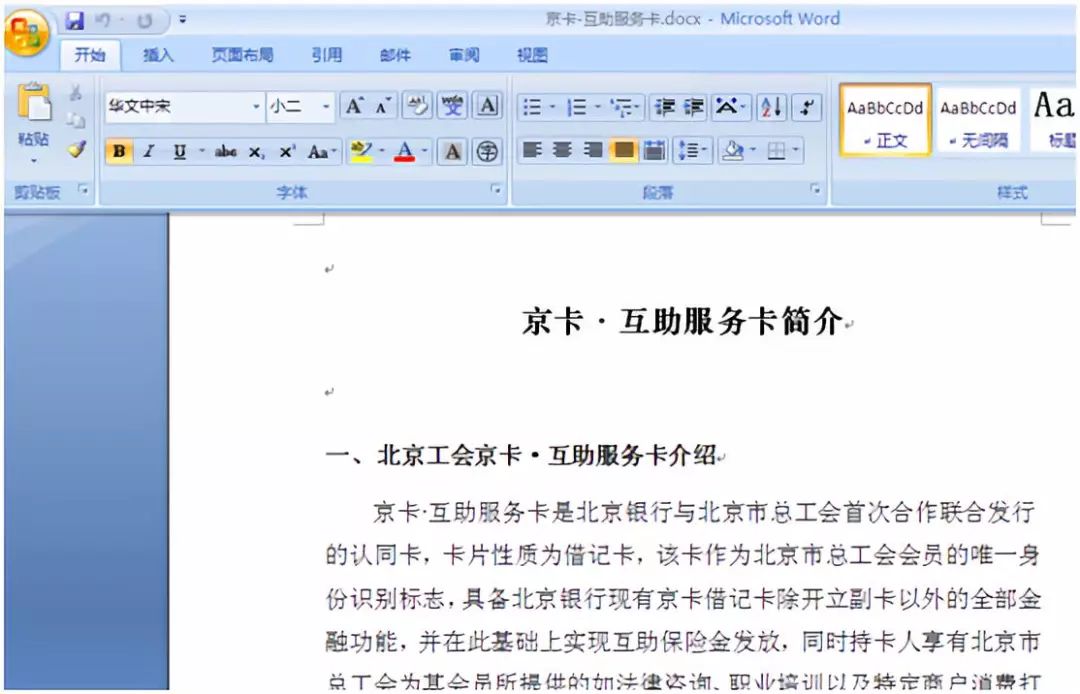 京卡-互助服务卡.docx - Microsoft Word
开始 插入 页面布局 引用 邮件 审阅 视图
粘贴
华文中宋 小二
B I U abc x, x² Aa A A
AaBbCcDd AaBbCcDd AaB
正文 无间隔 标题
剪贴板 字体 段落 样式
京卡·互助服务卡简介
一、北京工会京卡·互助服务卡介绍
京卡·互助服务卡是北京银行与北京市总工会首次合作联合发行
的认同卡，卡片性质为借记卡，该卡作为北京市总工会会员的唯一身
份识别标志，具备北京银行现有京卡借记卡除开立副卡以外的全部金
融功能，并在此基础上实现互助保险金发放，同时持卡人享有北京市
总工会为其会员所提供的如法律咨询、职业培训以及特定商户消费打